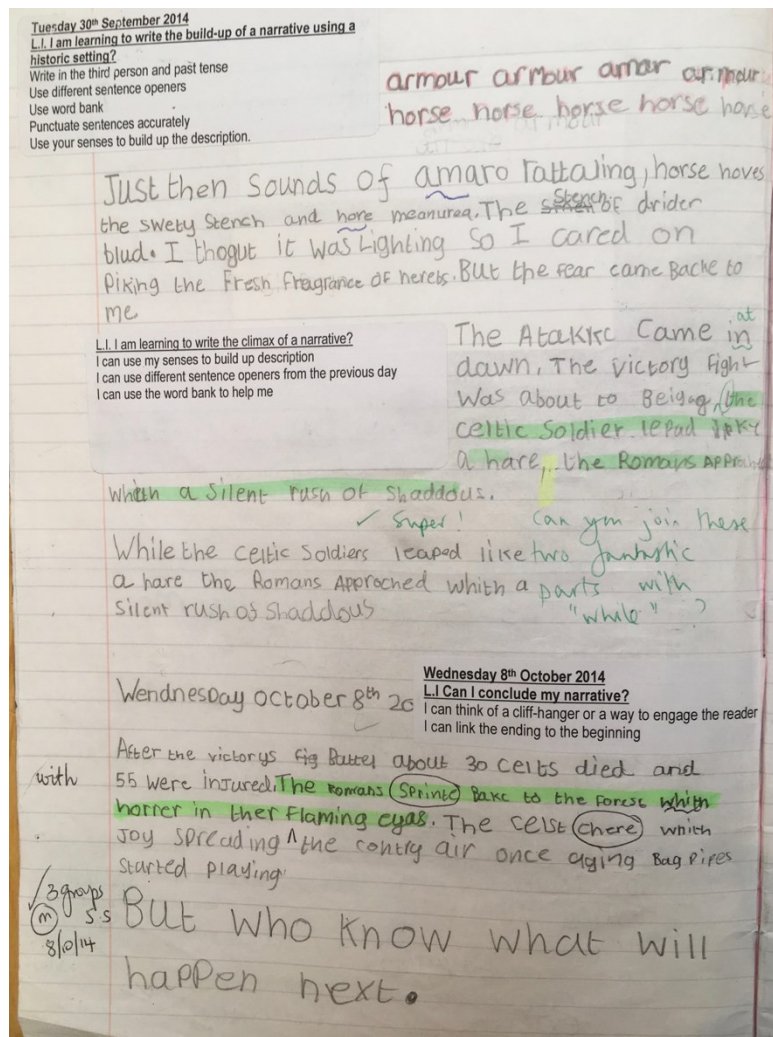 Tuesday 30th September 2014
L.I. I am learning to write the build-up of a narrative using a
historic setting?
Write in the third person and past tense
Use different sentence openers
Use word bank
Punctuate sentences accurately
Use your senses to build up the description.
armour armour amar armour
horse horse horse horse horse
Just then Sounds Of amaro rattaling, horse hoves
the swety Stench and hore meanurea. The Stench of drider
blud. I thogut it was Lighting So I cared on
Piking the Fresh fragrance of herebs. But the fear came Backe to
me
L.I. I am learning to write the climax of a narrative?
I can use my senses to build up description
I can use different sentence openers from the previous day
I can use the word bank to help me
at
The Atakkc Came in
dawn. The victory fight
Was about to Beigag, the
celtic Soldier lepad
a hare, the Romans Approached
whith a silent rush of Shaddous.
✓ Super! Can you join these
two fantastic
parts with
"while" ?
While the celtic Soldiers leaped like
a hare the Romans Approched whith a
Silent rush of Shaddous
Wednesday 8th October 2014
L.I Can I conclude my narrative?
I can think of a cliff-hanger or a way to engage the reader
I can link the ending to the beginning
Wendnesday october 8th 20
After the victorys fig Battel about 30 celts died and
55 were injured. The Romans Sprinte Bake to the forest whith
with
horrer in ther Flaming eyas. The celst chere which
Joy Spreading ^ the contry air once aging Bag Pipes
Started Playing
✓ 3 groups
m S.S
8/10/14
But who know what will
happen next.